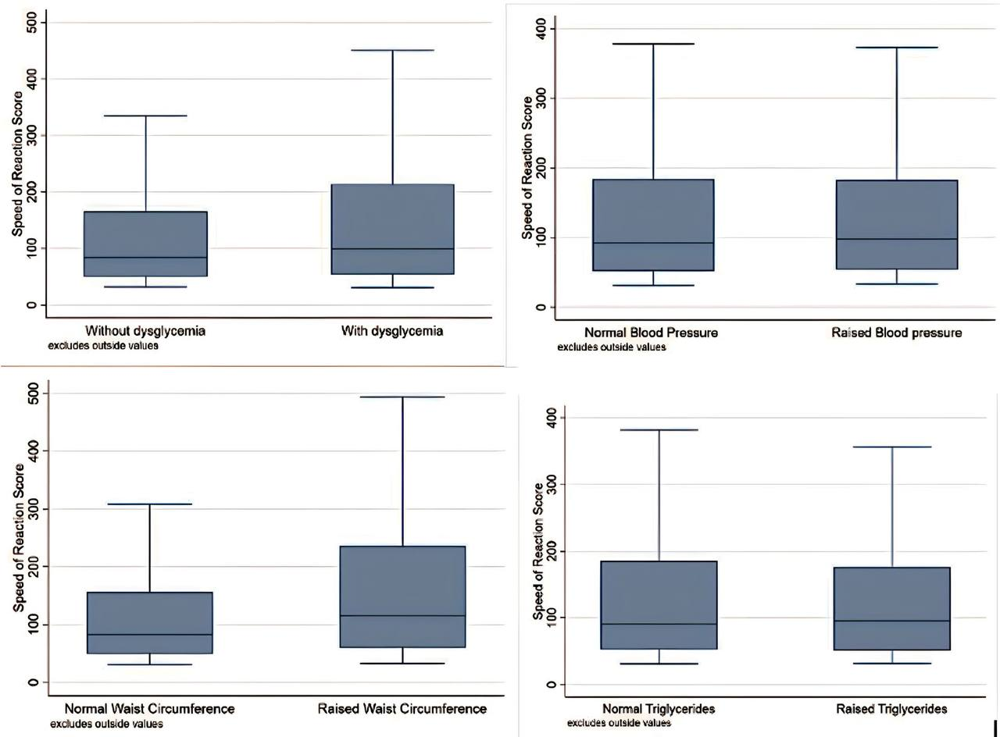 Speed of Reaction Score
500
400
300
200
100
0
Without dysglycemia
With dysglycemia
excludes outside values
Speed of Reaction Score
400
300
200
100
0
Normal Blood Pressure
Raised Blood pressure
excludes outside values
Speed of Reaction Score
500
400
300
200
100
0
Normal Waist Circumference
Raised Waist Circumference
excludes outside values
Speed of Reaction Score
400
300
200
100
0
Normal Triglycerides
Raised Triglycerides
excludes outside values